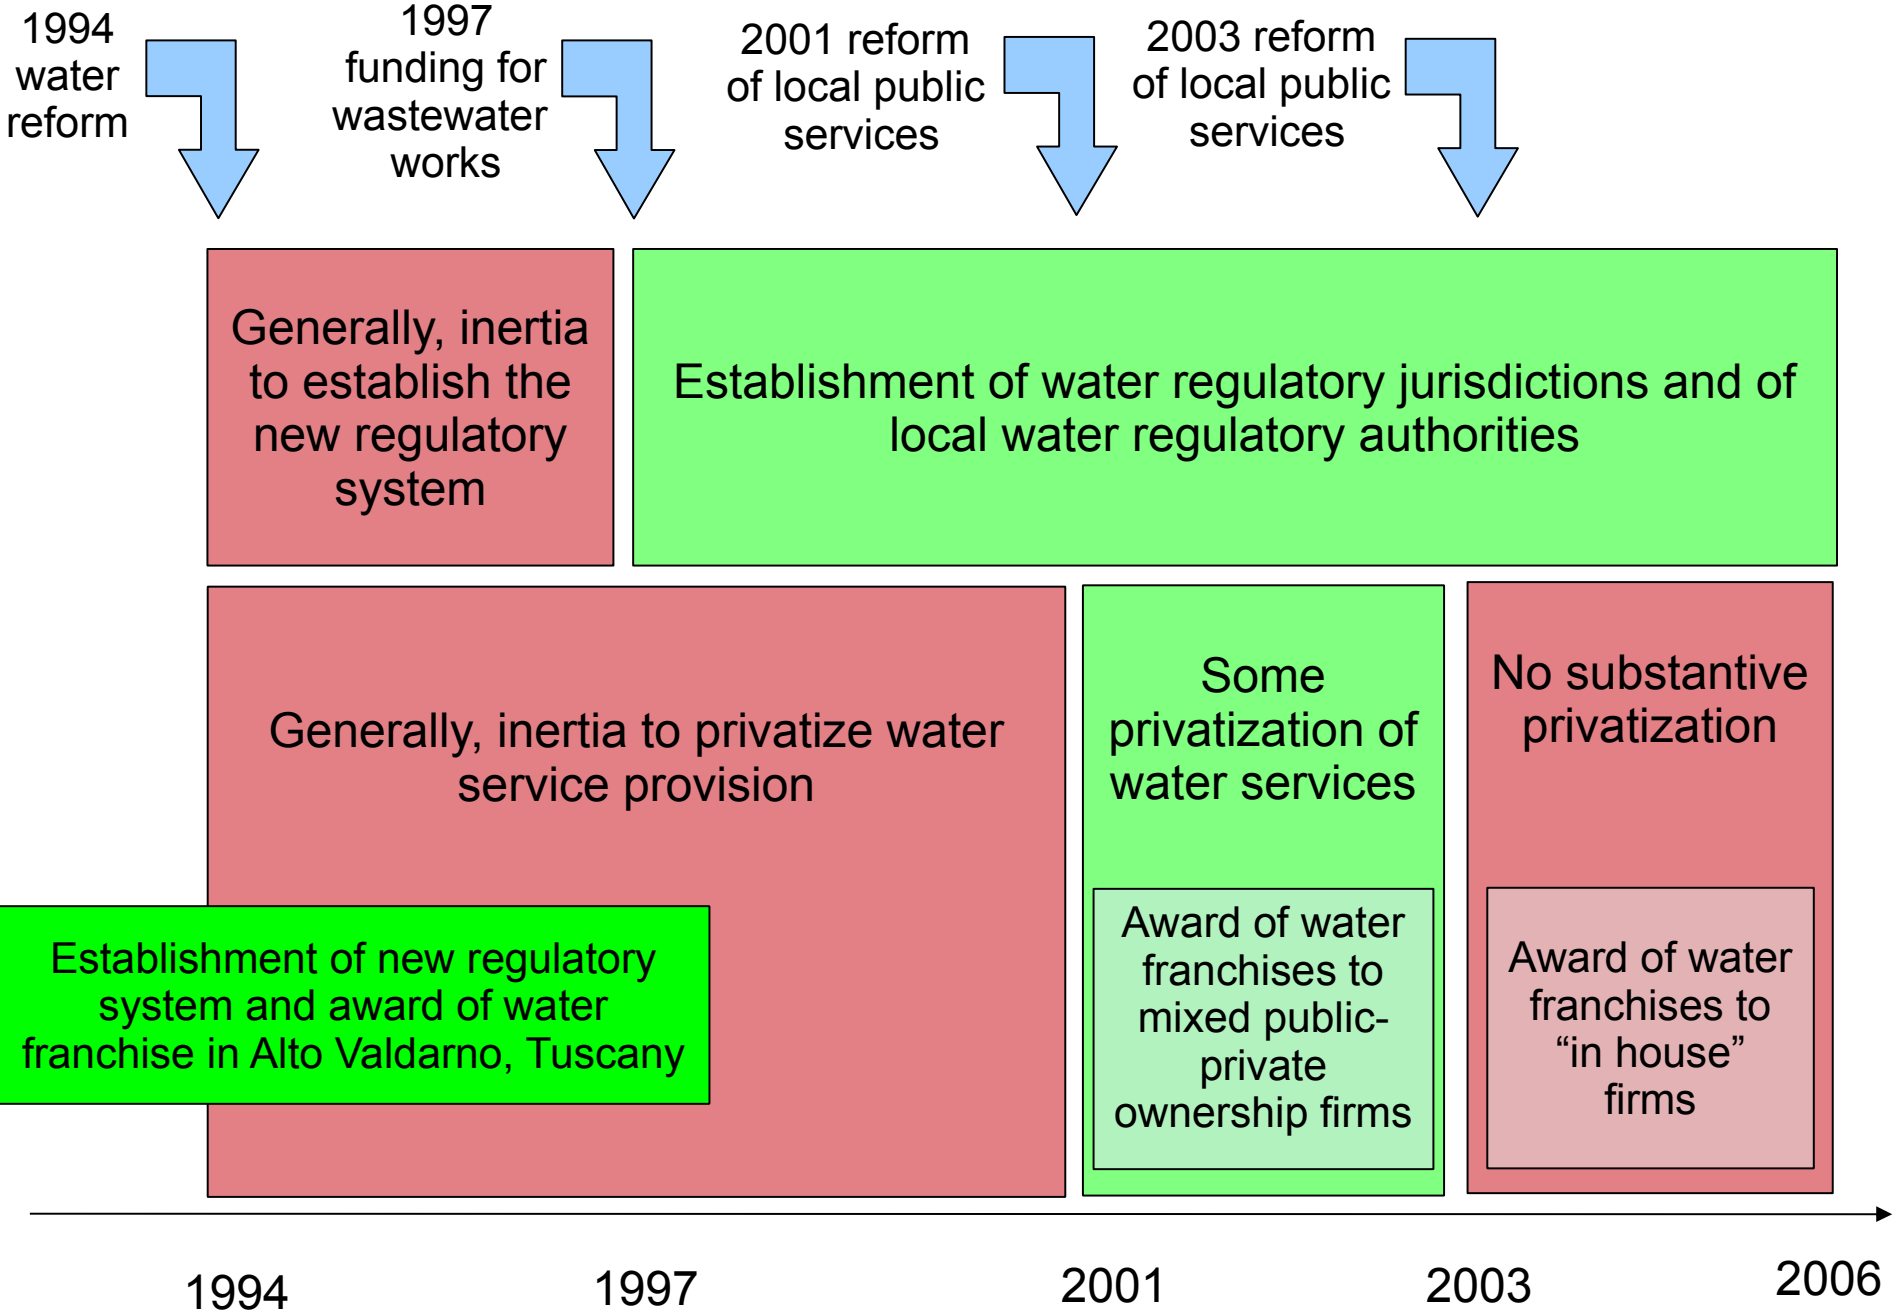 1994
water
reform
1997
funding for
wastewater
works
2001 reform
of local public
services
2003 reform
of local public
services
Generally, inertia
to establish the
new regulatory
system
Establishment of water regulatory jurisdictions and of
local water regulatory authorities
Generally, inertia to privatize water
service provision
Some
privatization of
water services
No substantive
privatization
Establishment of new regulatory
system and award of water
franchise in Alto Valdarno, Tuscany
Award of water
franchises to
mixed public-
private
ownership firms
Award of water
franchises to
“in house”
firms
1994
1997
2001
2003
2006